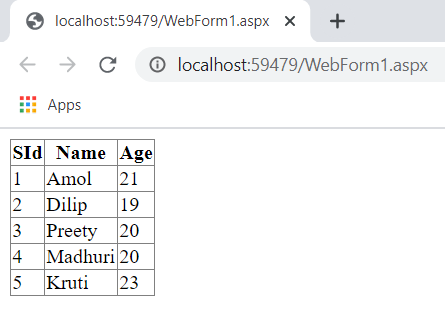 localhost:59479/WebForm1.aspx
localhost:59479/WebForm1.aspx
Apps
SId Name Age
1 Amol 21
2 Dilip 19
3 Preety 20
4 Madhuri 20
5 Kruti 23